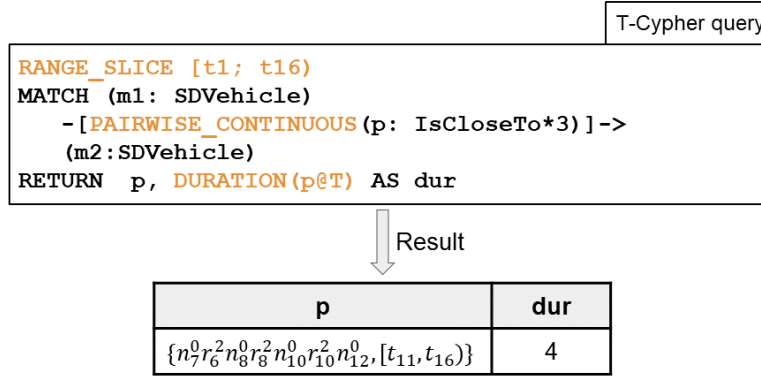 T-Cypher query
RANGE_SLICE [t1; t16)
MATCH (m1: SDVehicle)
-[PAIRWISE_CONTINUOUS(p: IsCloseTo*3)]->
(m2:SDVehicle)
RETURN p, DURATION(p@T) AS dur
Result
p dur
{n₇⁰r₆²n₈⁰r₈²n₁₀⁰r₁₀²n₁₂⁰, [t₁₁, t₁₆)} 4